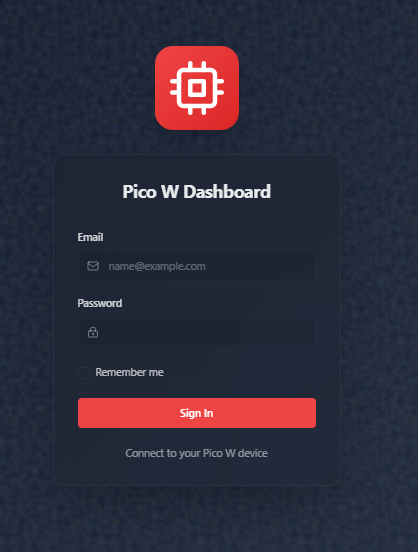 Pico W Dashboard
Email
name@example.com
Password
Remember me
Sign In
Connect to your Pico W device